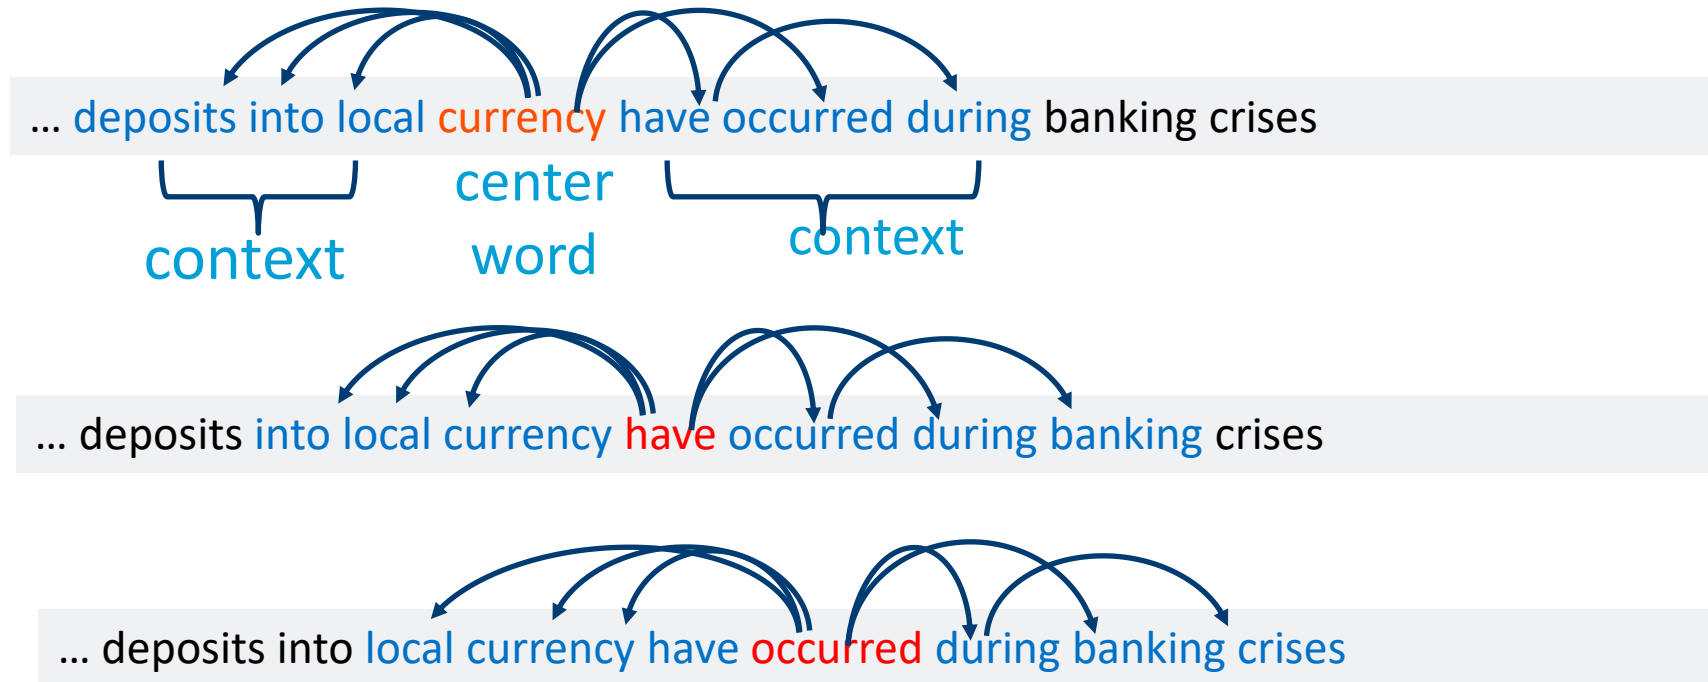 ... deposits into local currency have occurred during banking crises
center
word
context
context
... deposits into local currency have occurred during banking crises
... deposits into local currency have occurred during banking crises